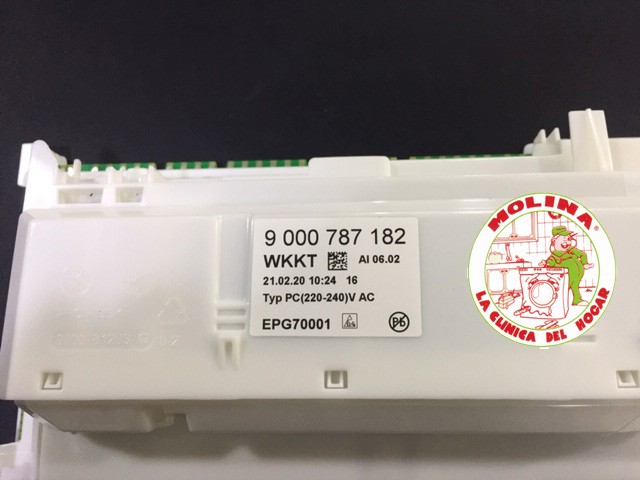 9 000 787 182
WKKT AI 06.02
21.02.20 10:24 16
Typ PC(220-240)V AC
EPG70001
Pb
MOLINA®
LA CLINICA DEL HOGAR